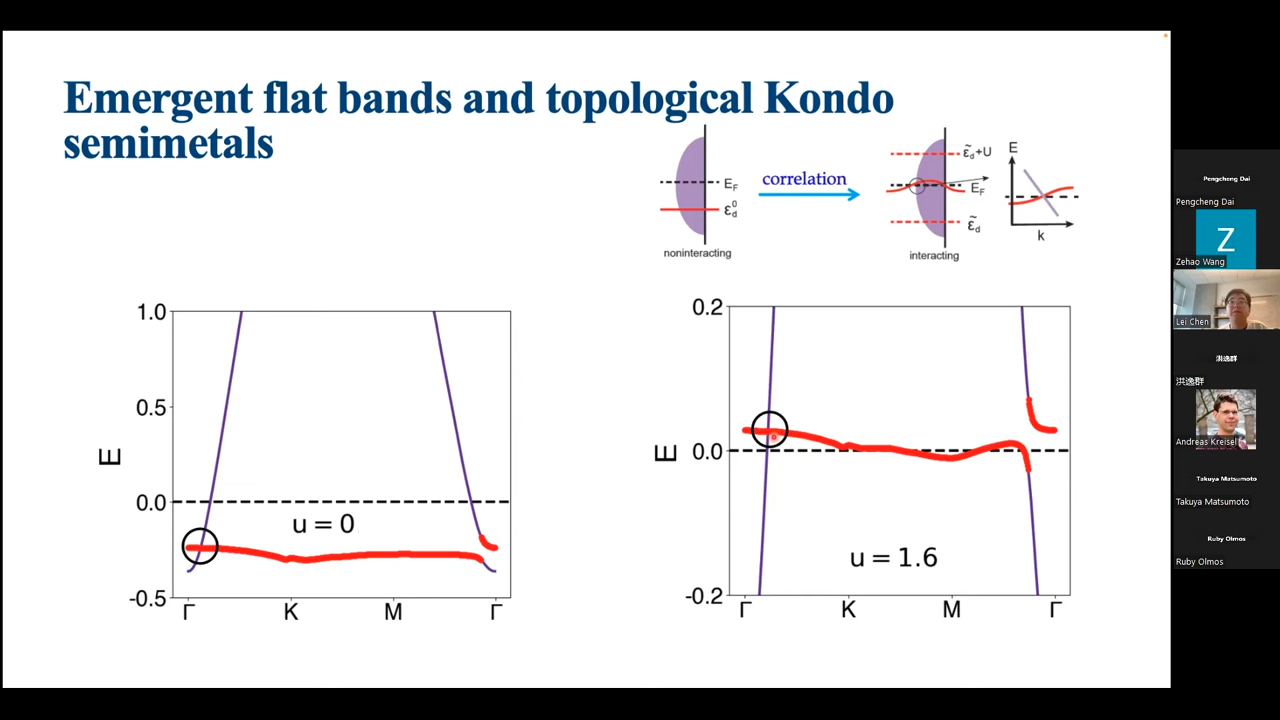 Emergent flat bands and topological Kondo
semimetals
E_F
ε_d^0
noninteracting
correlation
ε̃_d+U
E_F
ε̃_d
interacting
E
k
1.0
0.5
0.0
-0.5
E
u = 0
Γ K M Γ
0.2
0.0
-0.2
E
u = 1.6
Γ K M Γ
Pengcheng Dai
Pengcheng Dai
Z
Zehao Wang
Lei Chen
洪逸群
洪逸群
Andreas Kreisel
Takuya Matsumoto
Takuya Matsumoto
Ruby Olmos
Ruby Olmos